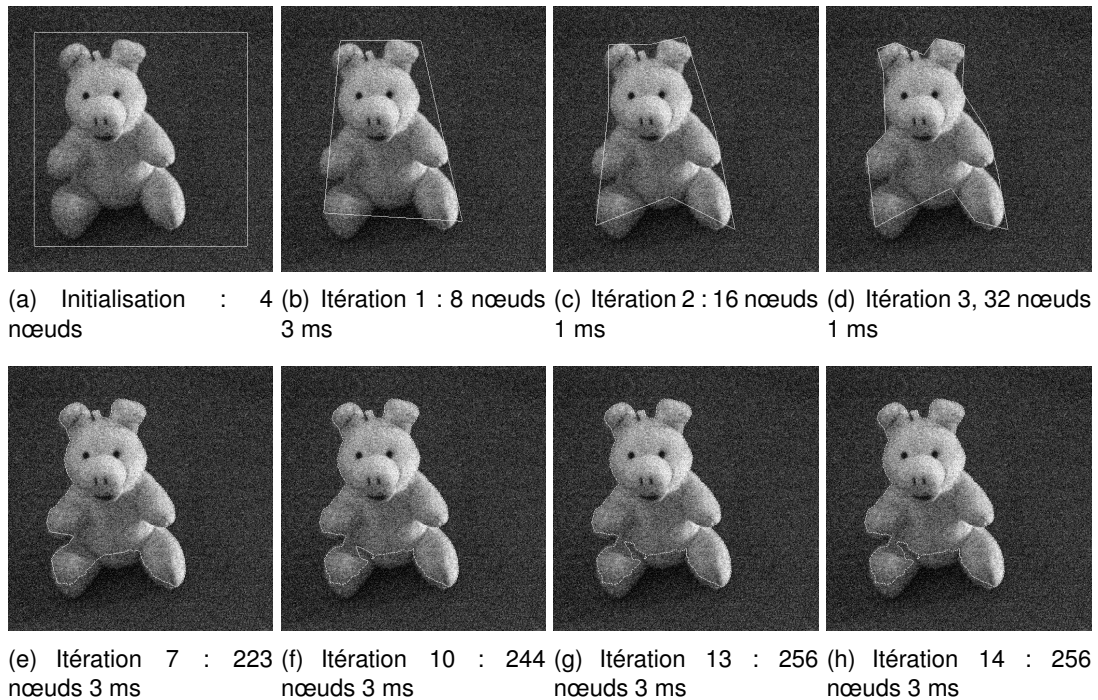 (a) Initialisation : 4
nœuds
(b) Itération 1 : 8 nœuds
3 ms
(c) Itération 2 : 16 nœuds
1 ms
(d) Itération 3, 32 nœuds
1 ms
(e) Itération 7 : 223
nœuds 3 ms
(f) Itération 10 : 244
nœuds 3 ms
(g) Itération 13 : 256
nœuds 3 ms
(h) Itération 14 : 256
nœuds 3 ms